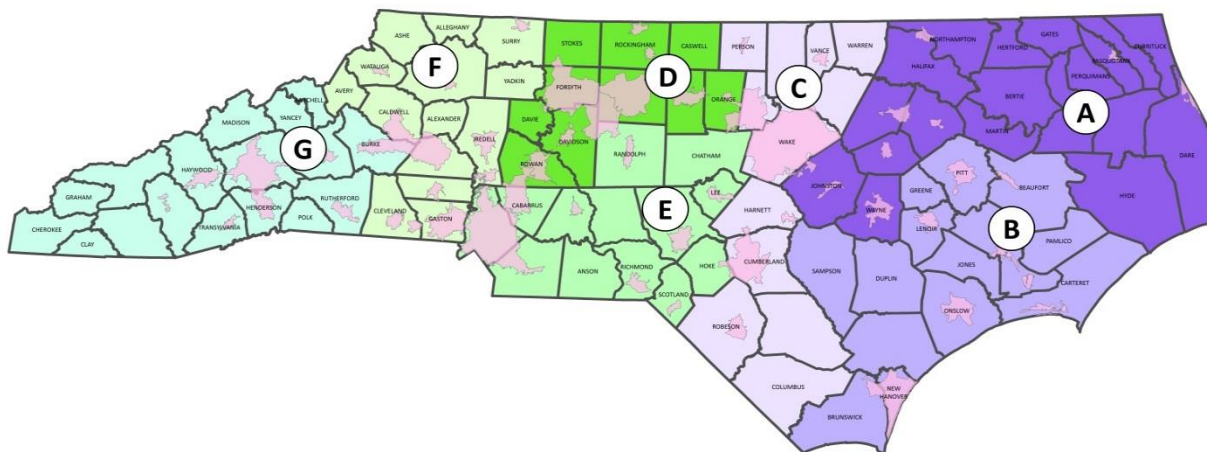 ALLEGHANY
ASHE
SURRY
STOKES
ROCKINGHAM
CASWELL
PERSON
VANCE
WARREN
NORTHAMPTON
GATES
HERTFORD
HALIFAX
PERQUIMANS
BERTIE
MARTIN
DARE
HYDE
A
WATAUGA
F
YADKIN
FORSYTH
D
ORANGE
C
AVERY
CALDWELL
ALEXANDER
IREDELL
DAVIE
DAVIDSON
ROWAN
RANDOLPH
CHATHAM
WAKE
JOHNSTON
WAYNE
GREENE
PITT
BEAUFORT
LENOIR
B
PAMLICO
JONES
CARTERET
MADISON
YANCEY
G
BURKE
HAYWOOD
GRAHAM
HENDERSON
RUTHERFORD
CHEROKEE
CLAY
TRANSYLVANIA
POLK
CLEVELAND
GASTON
CABARRUS
E
LEE
HARNETT
ANSON
RICHMOND
HOKE
CUMBERLAND
SCOTLAND
SAMPSON
DUPLIN
ONSLOW
ROBESON
COLUMBUS
BRUNSWICK
NEW
HANOVER